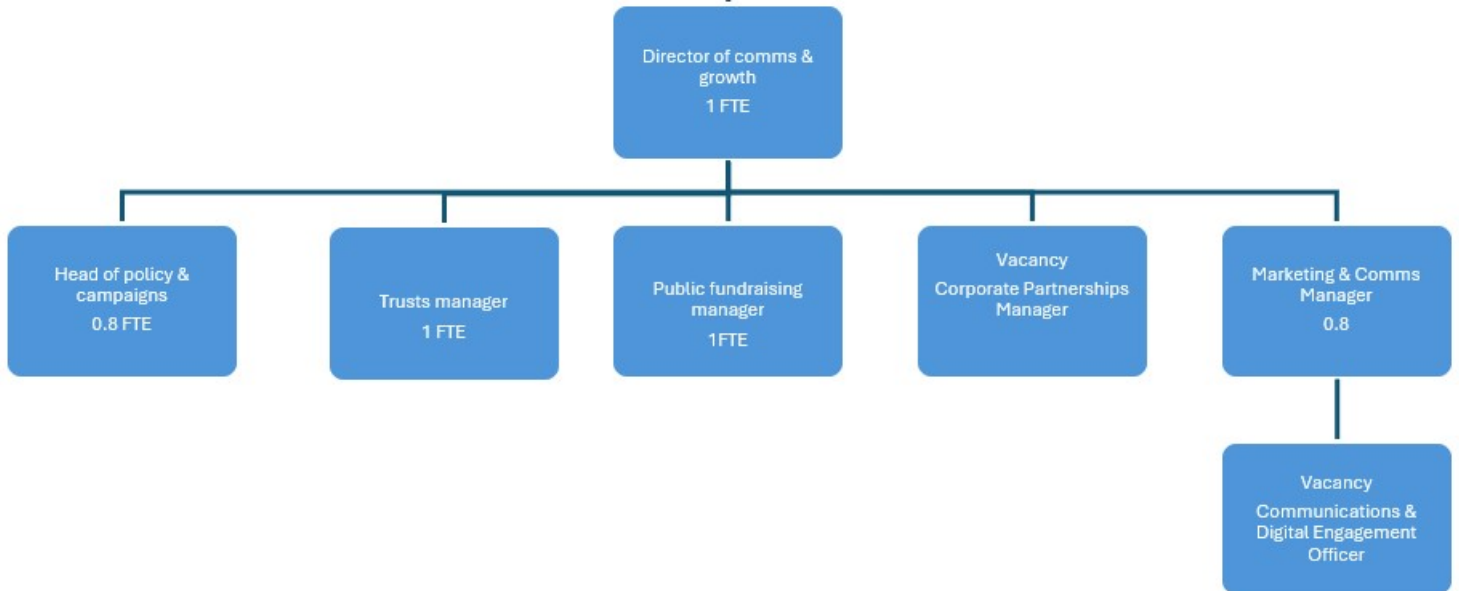 Director of comms &
growth
1 FTE
Head of policy &
campaigns
0.8 FTE
Trusts manager
1 FTE
Public fundraising
manager
1FTE
Vacancy
Corporate Partnerships
Manager
Marketing & Comms
Manager
0.8
Vacancy
Communications &
Digital Engagement
Officer